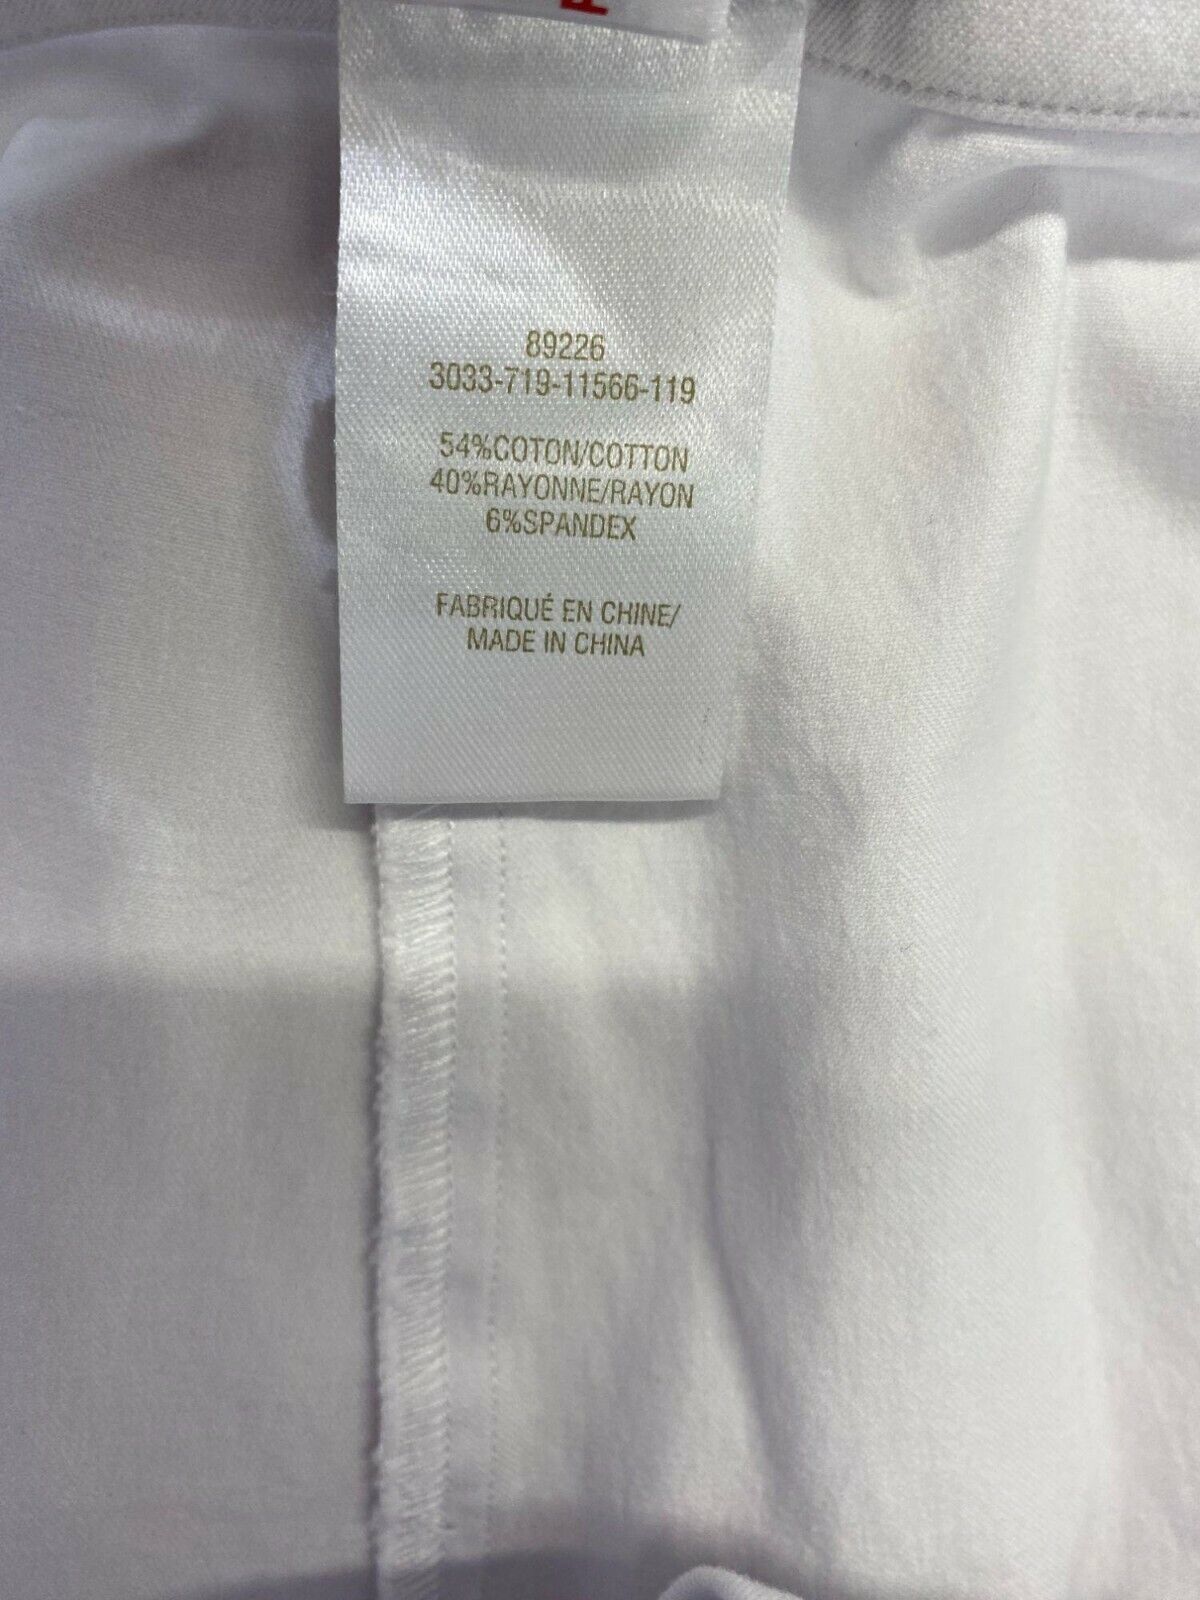 89226
3033-719-11566-119
54%COTON/COTTON
40%RAYONNE/RAYON
6%SPANDEX
FABRIQUÉ EN CHINE/
MADE IN CHINA